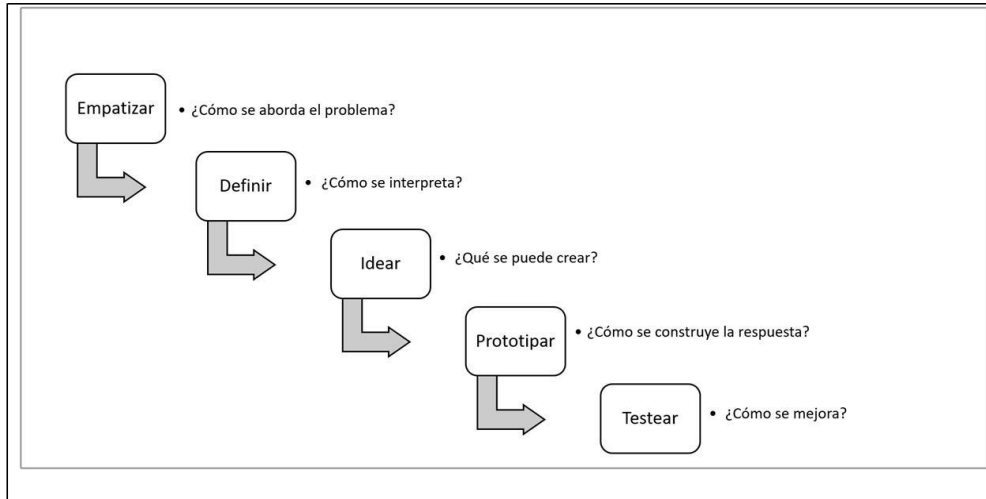 Empatizar
• ¿Cómo se aborda el problema?
Definir
• ¿Cómo se interpreta?
Idear
• ¿Qué se puede crear?
Prototipar
• ¿Cómo se construye la respuesta?
Testear
• ¿Cómo se mejora?